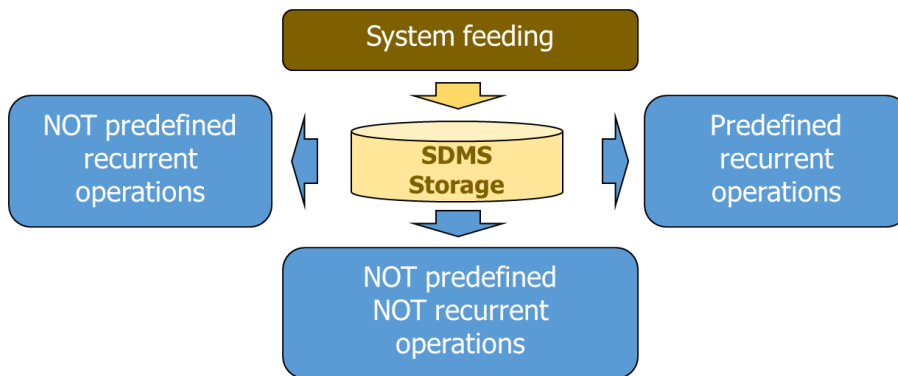 System feeding
NOT predefined
recurrent
operations
SDMS
Storage
Predefined
recurrent
operations
NOT predefined
NOT recurrent
operations